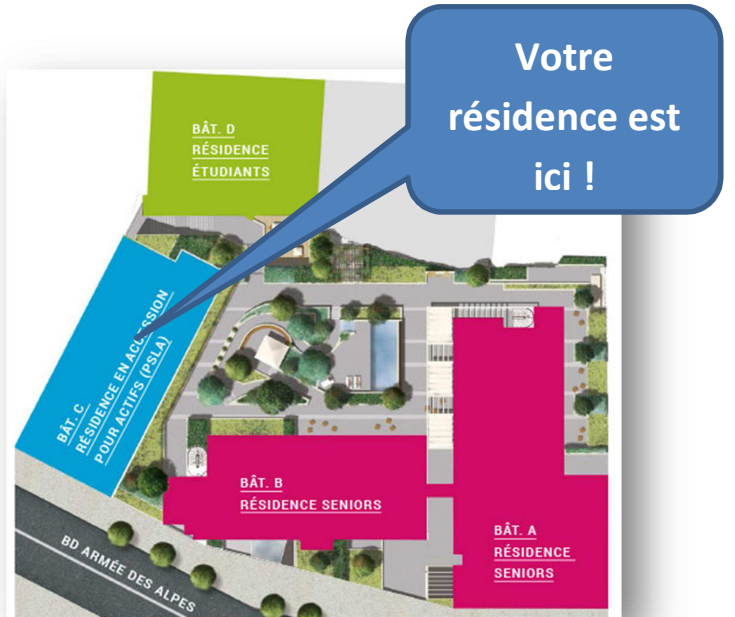 Votre
résidence est
ici !
BÂT. D
RÉSIDENCE
ÉTUDIANTS
BÂT. C
RÉSIDENCE EN ACCESSION
POUR ACTIFS (PSLA)
BÂT. B
RÉSIDENCE SENIORS
BÂT. A
RÉSIDENCE
SENIORS
BD ARMÉE DES ALPES